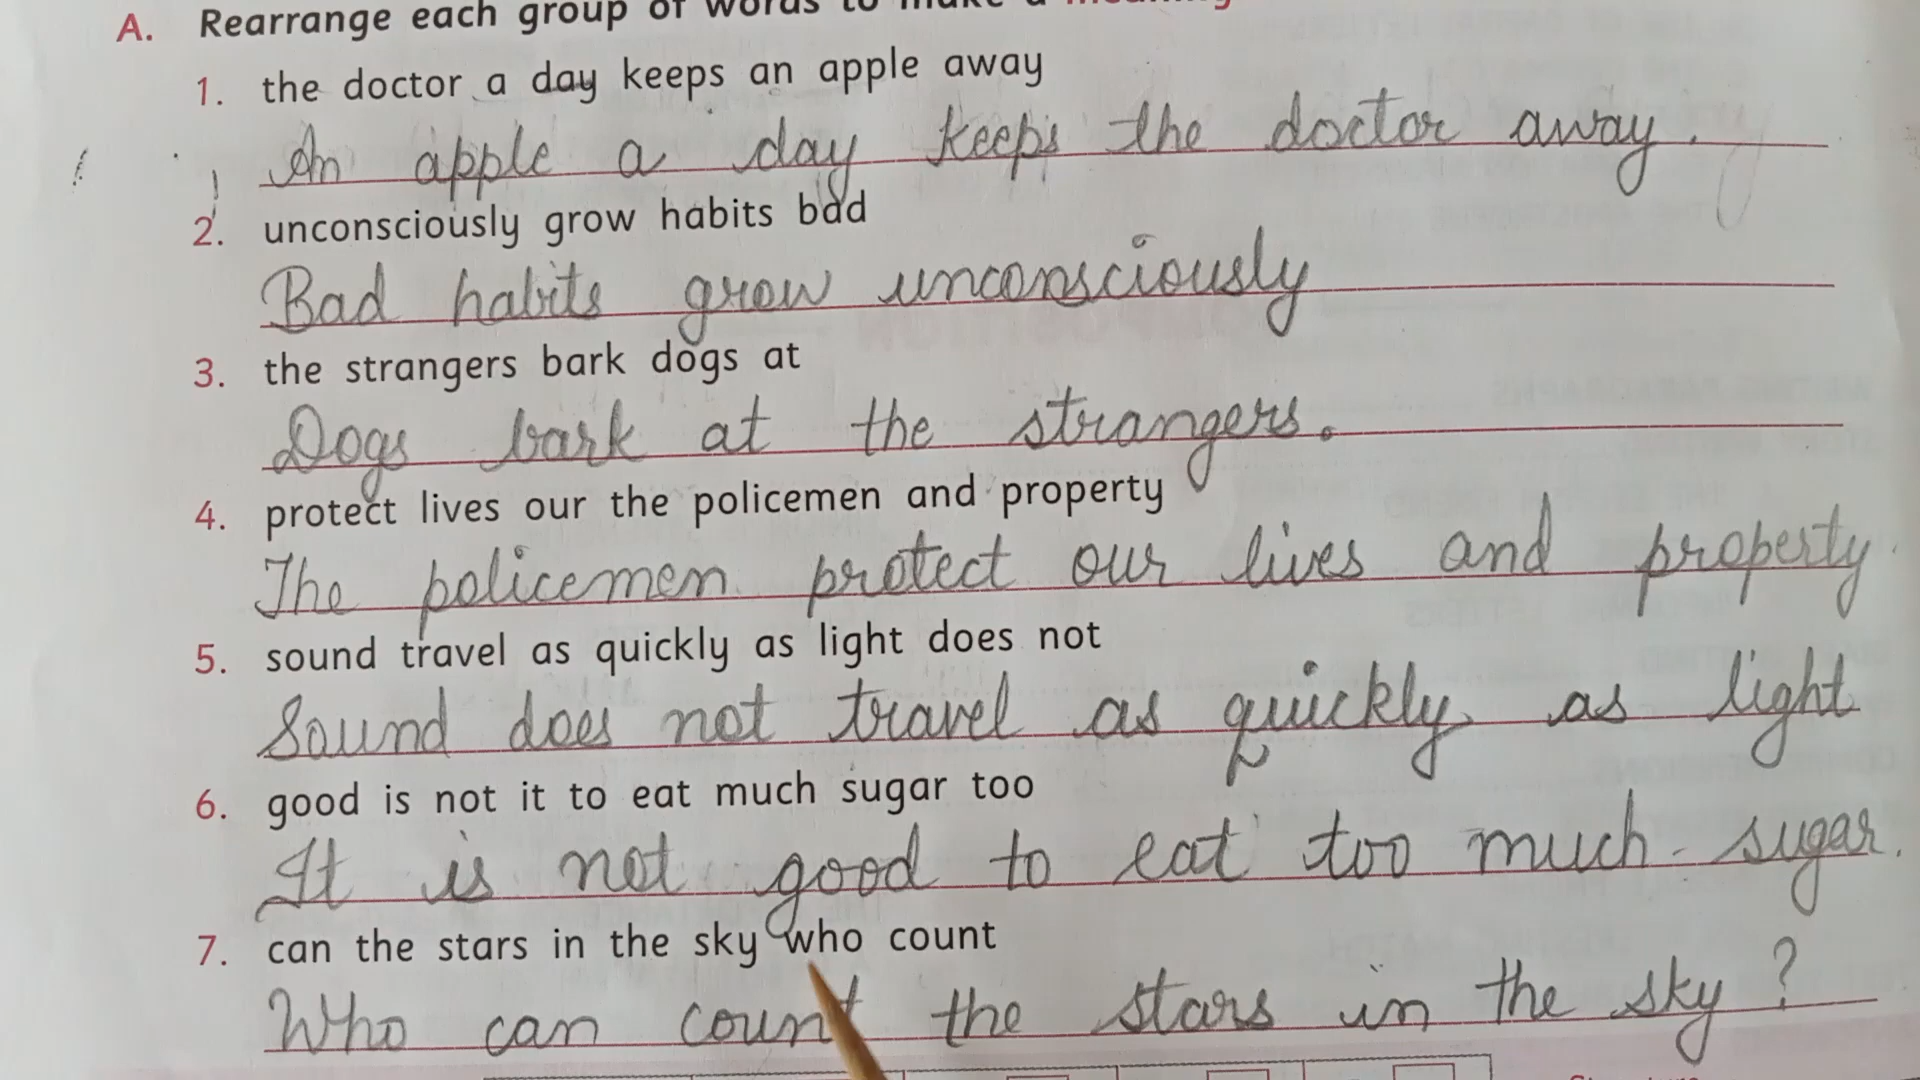 A. Rearrange each group of words to make a meaning
1. the doctor a day keeps an apple away
An apple a day keeps the doctor away.
2. unconsciously grow habits bad
Bad habits grow unconsciously
3. the strangers bark dogs at
Dogs bark at the strangers.
4. protect lives our the policemen and property
The policemen protect our lives and property.
5. sound travel as quickly as light does not
Sound does not travel as quickly as light
6. good is not it to eat much sugar too
It is not good to eat too much sugar.
7. can the stars in the sky who count
Who can count the stars in the sky?